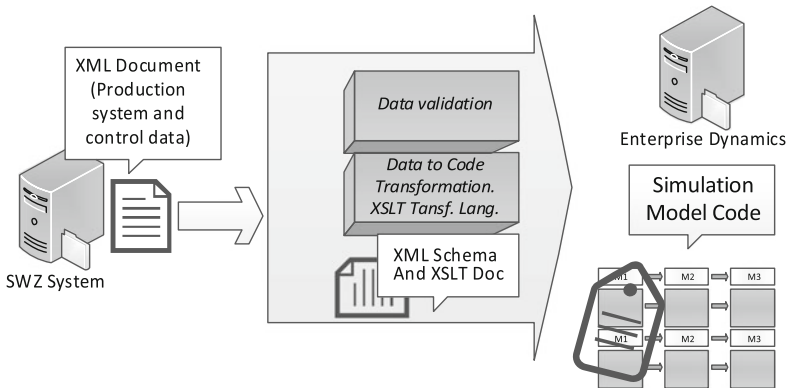 XML Document
(Production
system and
control data)
SWZ System
Data validation
Data to Code
Transformation.
XSLT Tansf. Lang.
XML Schema
And XSLT Doc
Enterprise Dynamics
Simulation
Model Code
M1 M2 M3
M1 M2 M3